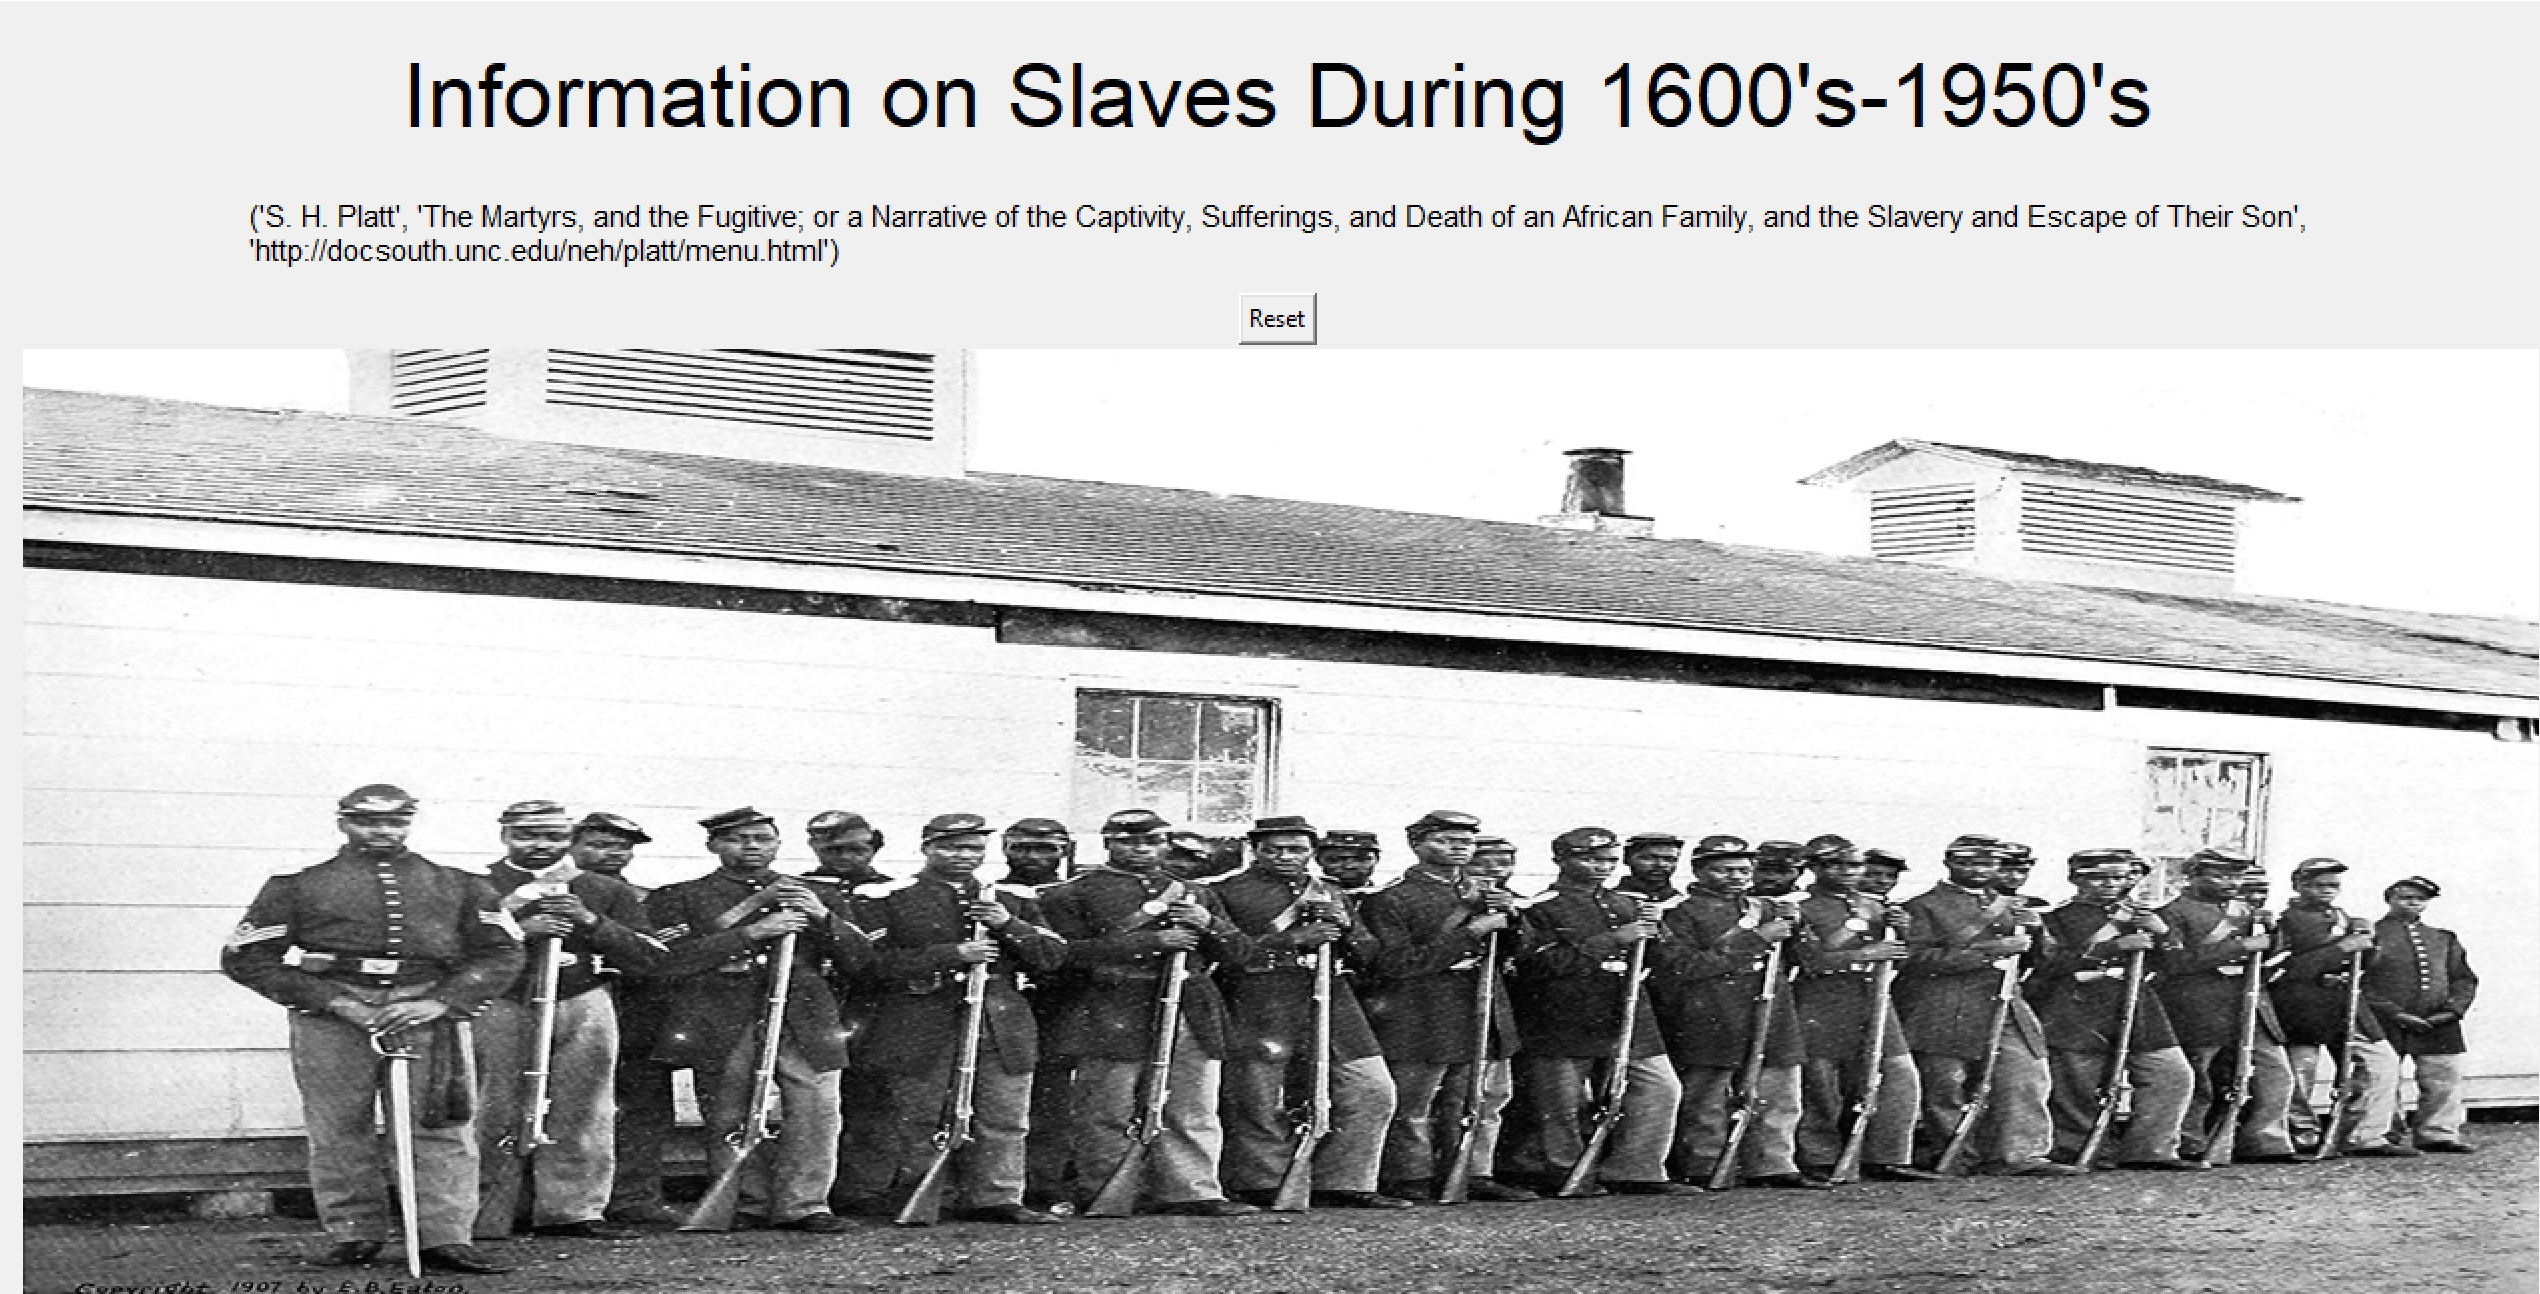 Information on Slaves During 1600's-1950's
('S. H. Platt', 'The Martyrs, and the Fugitive; or a Narrative of the Captivity, Sufferings, and Death of an African Family, and the Slavery and Escape of Their Son',
'http://docsouth.unc.edu/neh/platt/menu.html')
Reset
Copyright 1907 by E.B.Eaton.